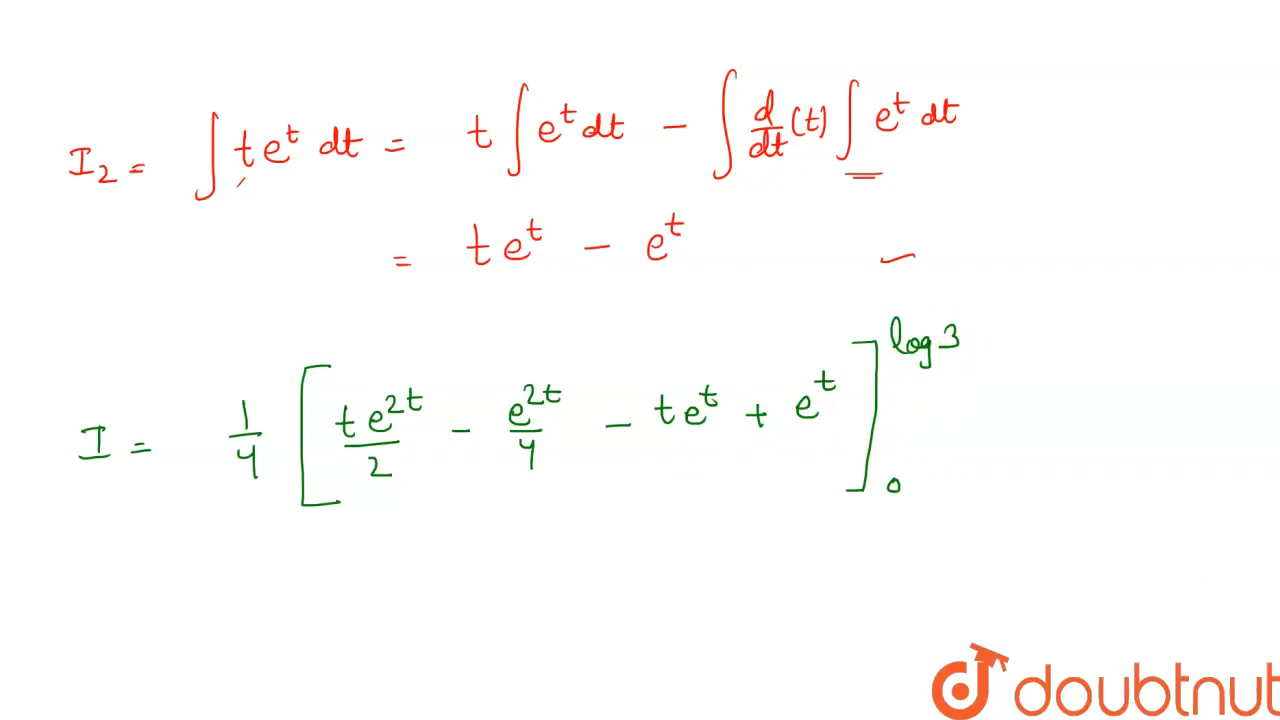 I₂ = ∫ t eᵗ dt = t ∫ eᵗ dt − ∫ d/dt (t) ∫ eᵗ dt
= t eᵗ − eᵗ
I = 1/4 [ t e²ᵗ/2 − e²ᵗ/4 − t eᵗ + eᵗ ]₀^log 3
doubtnut